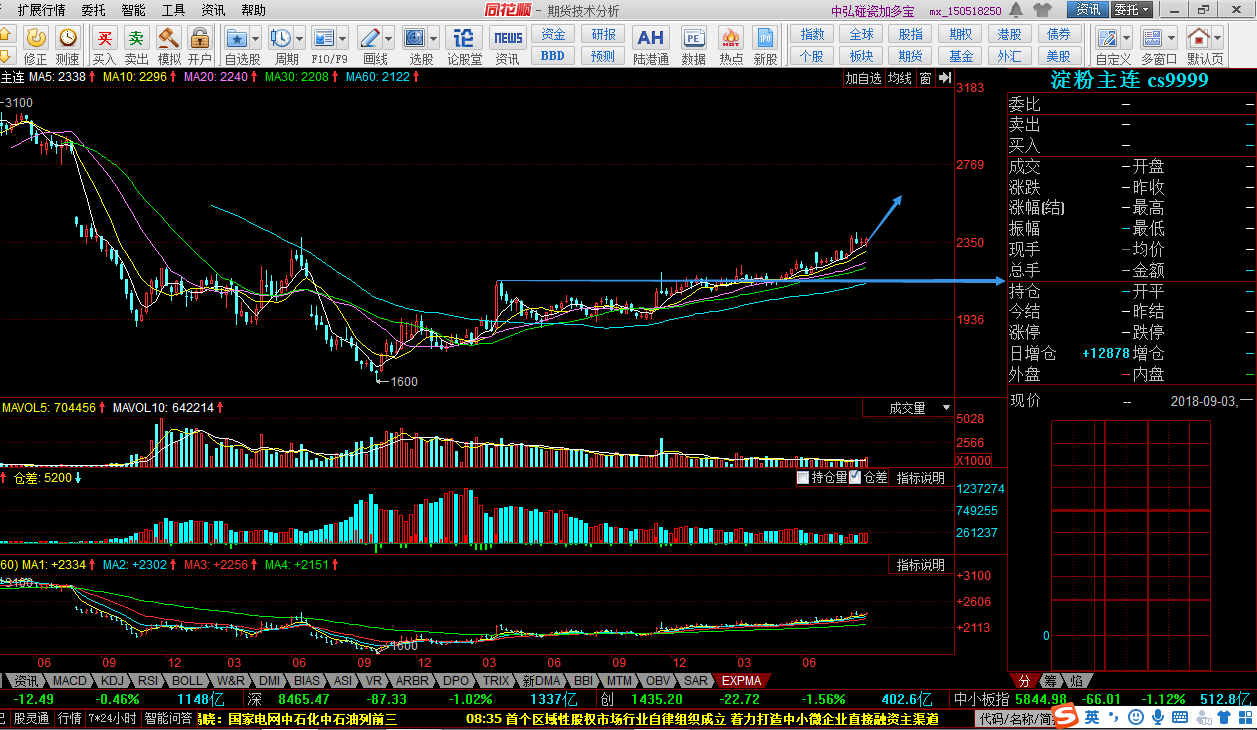 扩展行情 委托 智能 工具 资讯 帮助 同花顺 - 期货技术分析 中弘碰瓷加多宝 mx_150518250 资讯 委托
修正 测速 买入 卖出 模拟 开户 自选股 周期 F10/F9 画线 选股 论股堂 资讯 资金 BBD 研报 预测 陆港通 数据 热点 新股 指数 个股 全球 板块 股指 期货 期权 基金 港股 外汇 债券 美股 自定义 多窗口 默认页
买 卖 论 NEWS AH PE HOT IPO
主连 MA5: 2338 MA10: 2296 MA20: 2240 MA30: 2208 MA60: 2122 加自选 均线 窗
淀粉主连 cs9999
3100
3183
2769
2350
1936
1600
委比 –
卖出 – –
买入 – –
成交 – 开盘 –
涨跌 – 昨收 –
涨幅(结) – 最高 –
振幅 – 最低 –
现手 – 均价 –
总手 – 金额 –
持仓 – 开平 –
今结 – 昨结 –
涨停 – 跌停 –
日增仓 +12878 增仓 –
外盘 – 内盘 –
现价 -- 2018-09-03,一
0
MAVOL5: 704456 MAVOL10: 642214 成交量
5028
2566
X1000
仓差: 5200 持仓量 仓差 指标说明
1237274
749255
261237
60) MA1: +2334 MA2: +2302 MA3: +2256 MA4: +2151 指标说明
3100
+3100
+2606
+2113
1600
06 09 12 03 06 09 12 03 06 09 12 03 06
资讯 MACD KDJ RSI BOLL W&R DMI BIAS ASI VR ARBR DPO TRIX 新DMA BBI MTM OBV SAR EXPMA 分 筹 焰
-12.49 -0.46% 1148亿 深 8465.47 -87.33 -1.02% 1337亿 创 1435.20 -22.72 -1.56% 402.6亿 中小板指 5844.98 -66.01 -1.12% 512.8亿
股灵通 行情 7*24小时 智能问答 揭晓：国家电网中石化中石油列前三 08:35 首个区域性股权市场行业自律组织成立 着力打造中小微企业直接融资主渠道 代码/名称/简 英